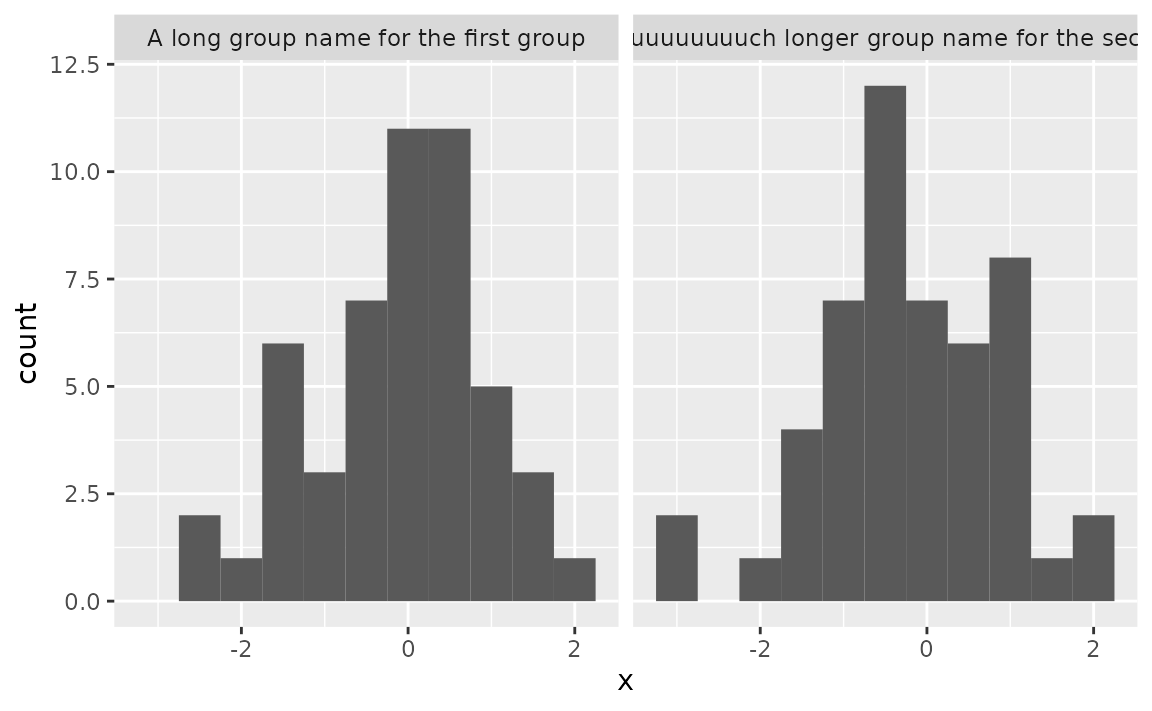 A long group name for the first group
uuuuuuuuch longer group name for the sec
12.5
10.0
7.5
5.0
2.5
0.0
count
-2 0 2
-2 0 2
x